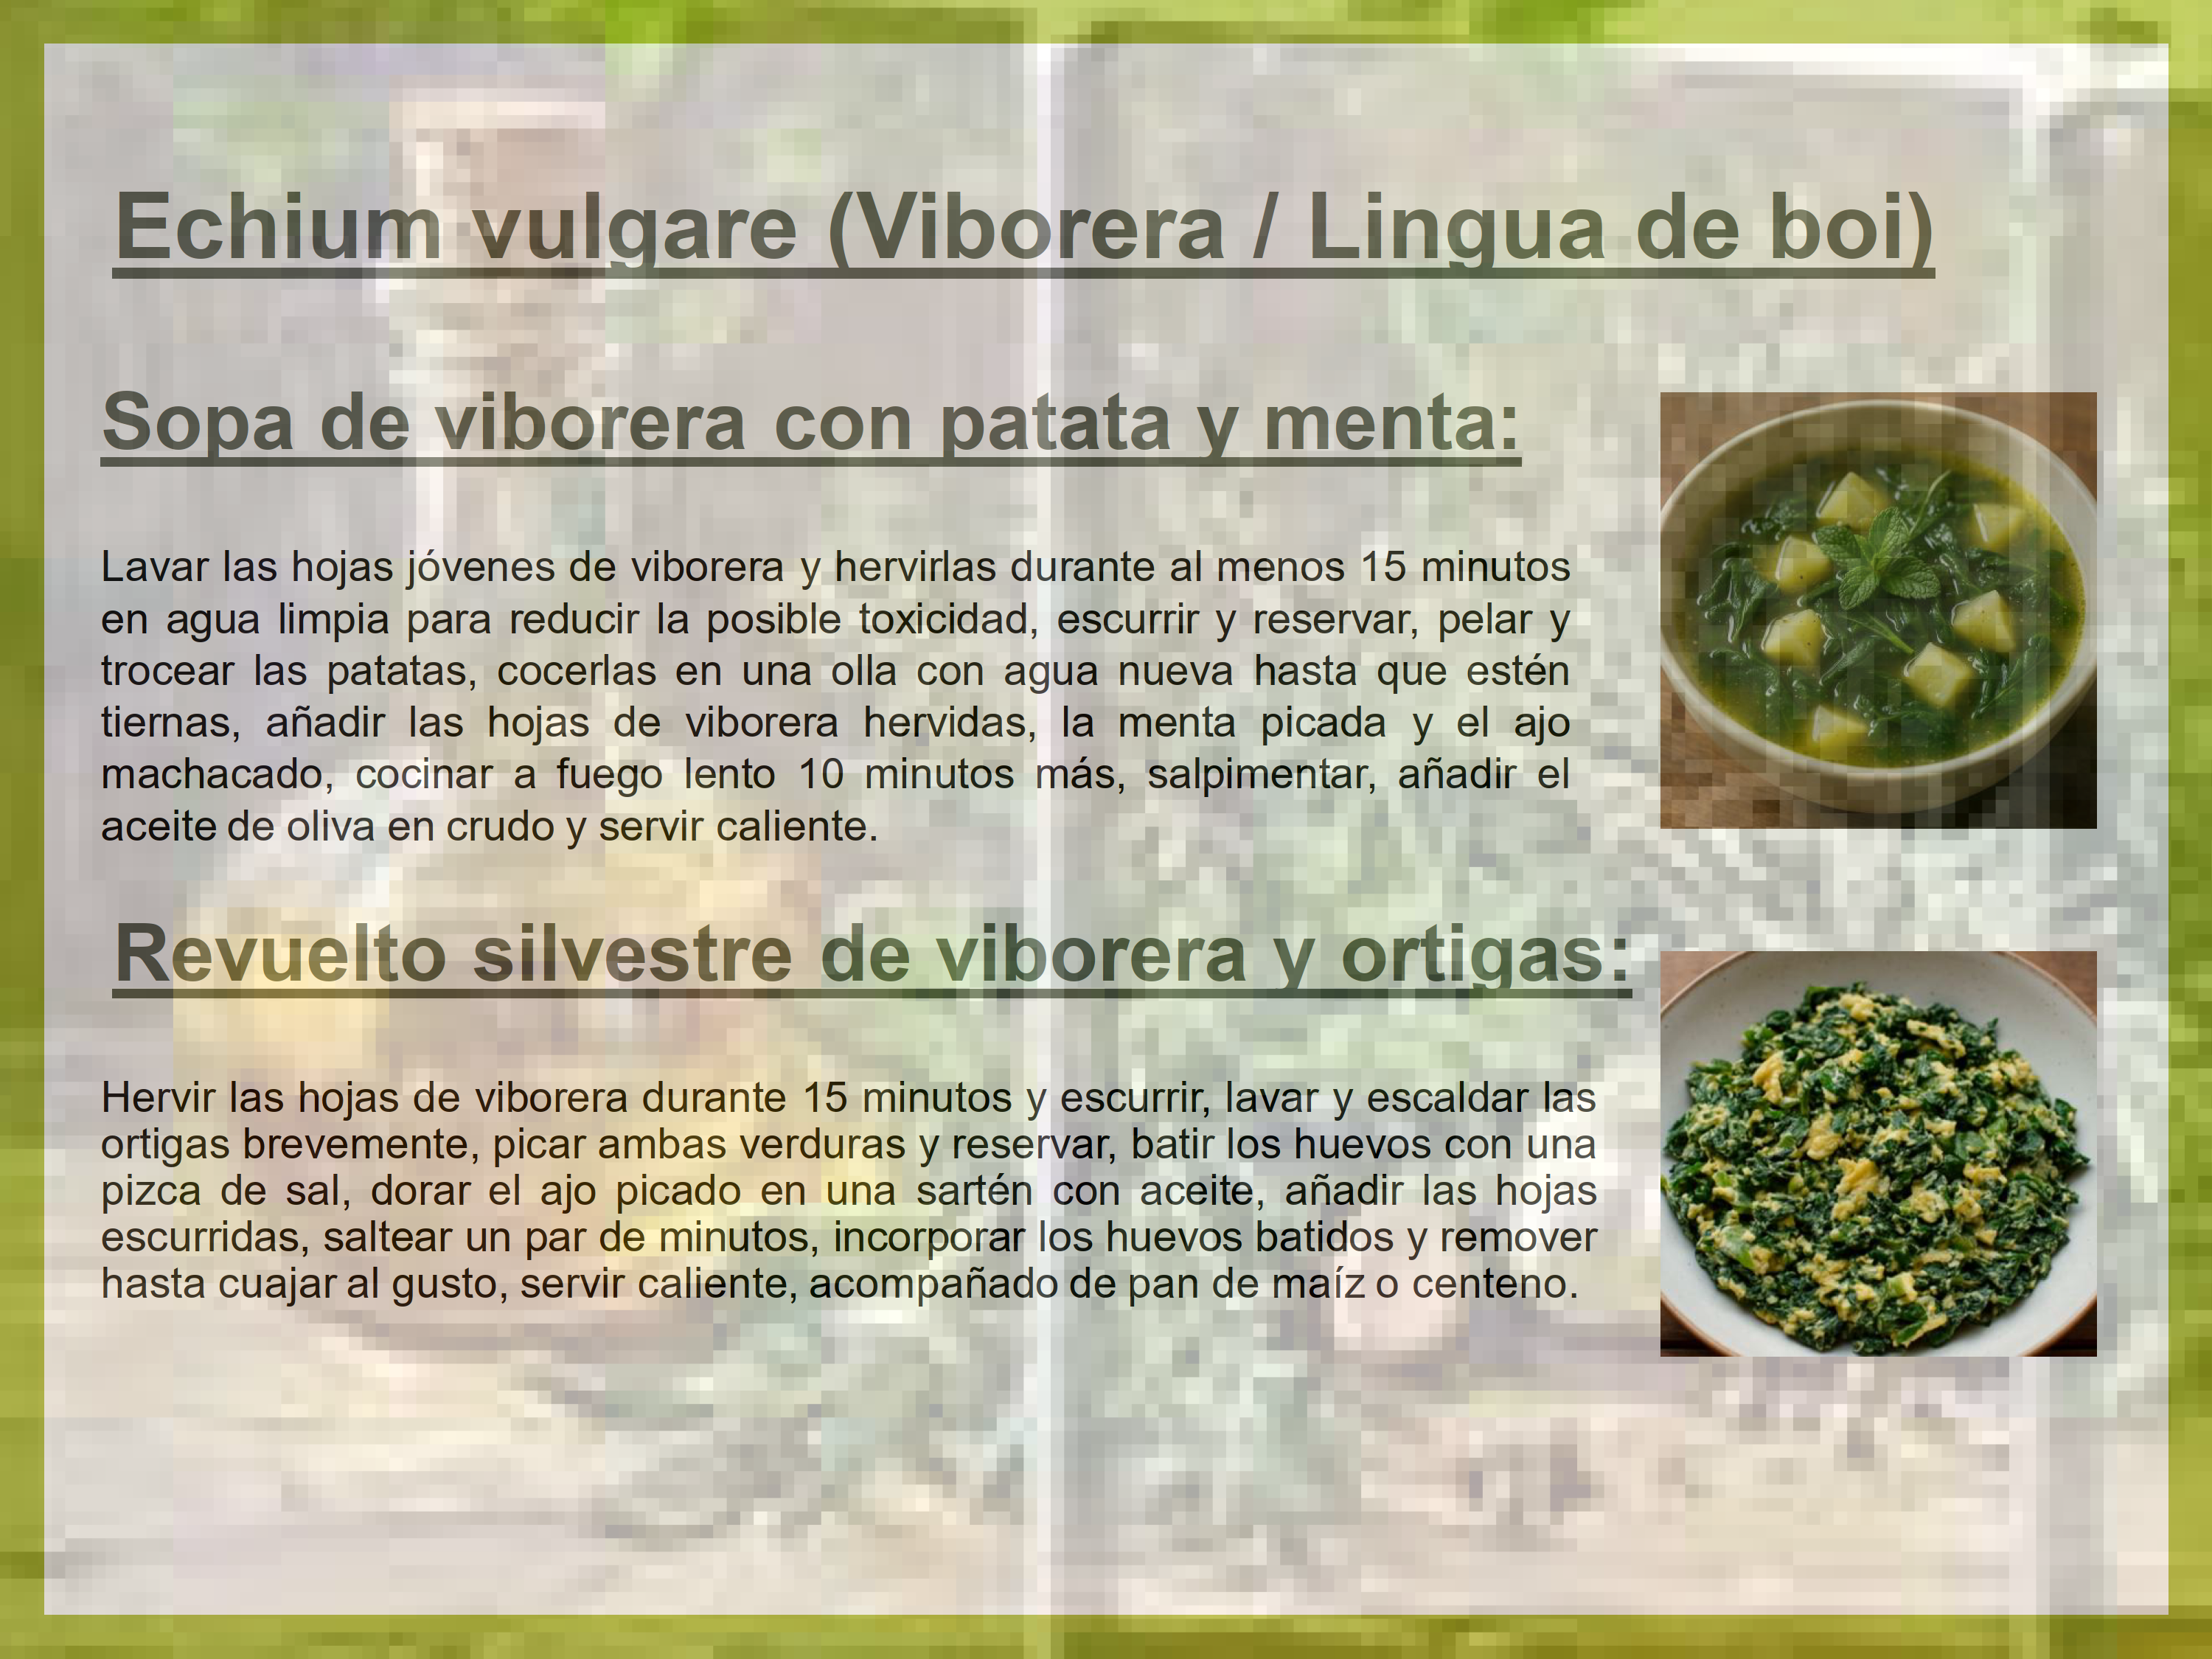 Echium vulgare (Viborera / Lingua de boi)
Sopa de viborera con patata y menta:
Lavar las hojas jóvenes de viborera y hervirlas durante al menos 15 minutos
en agua limpia para reducir la posible toxicidad, escurrir y reservar, pelar y
trocear las patatas, cocerlas en una olla con agua nueva hasta que estén
tiernas, añadir las hojas de viborera hervidas, la menta picada y el ajo
machacado, cocinar a fuego lento 10 minutos más, salpimentar, añadir el
aceite de oliva en crudo y servir caliente.
Revuelto silvestre de viborera y ortigas:
Hervir las hojas de viborera durante 15 minutos y escurrir, lavar y escaldar las
ortigas brevemente, picar ambas verduras y reservar, batir los huevos con una
pizca de sal, dorar el ajo picado en una sartén con aceite, añadir las hojas
escurridas, saltear un par de minutos, incorporar los huevos batidos y remover
hasta cuajar al gusto, servir caliente, acompañado de pan de maíz o centeno.